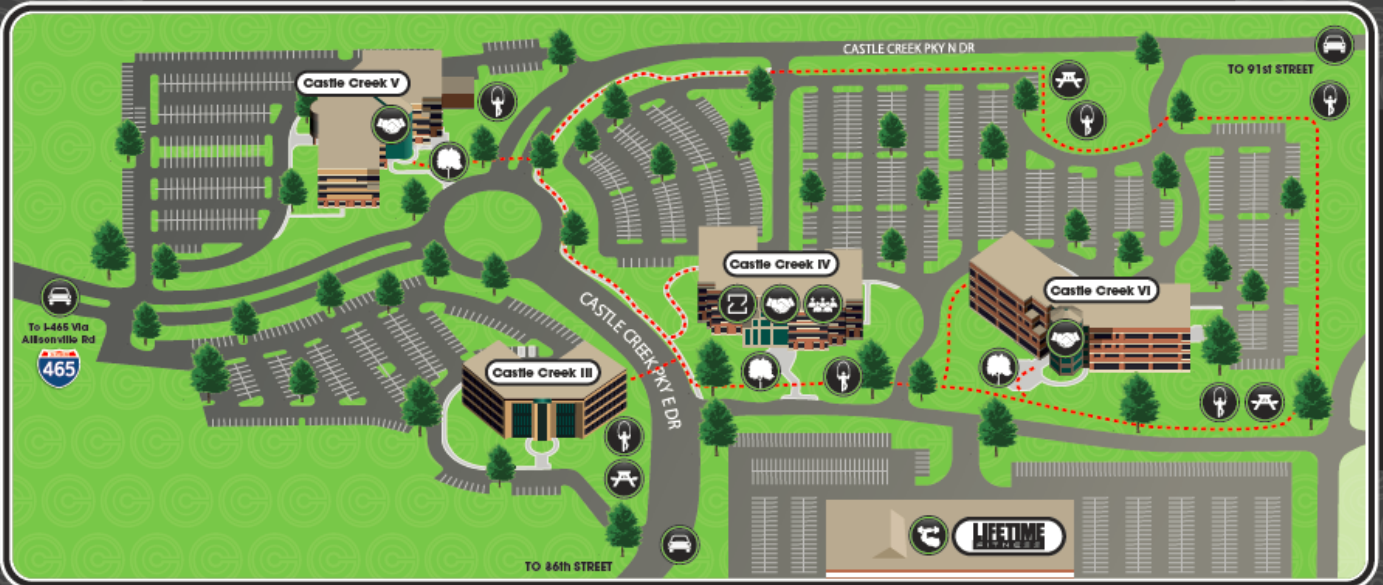 CASTLE CREEK PKY N DR
TO 91st STREET
Castle Creek V
Castle Creek IV
Castle Creek VI
To I-465 Via
Allisonville Rd
465
CASTLE CREEK PKY E DR
Castle Creek III
LIFETIME
FITNESS
TO 86th STREET